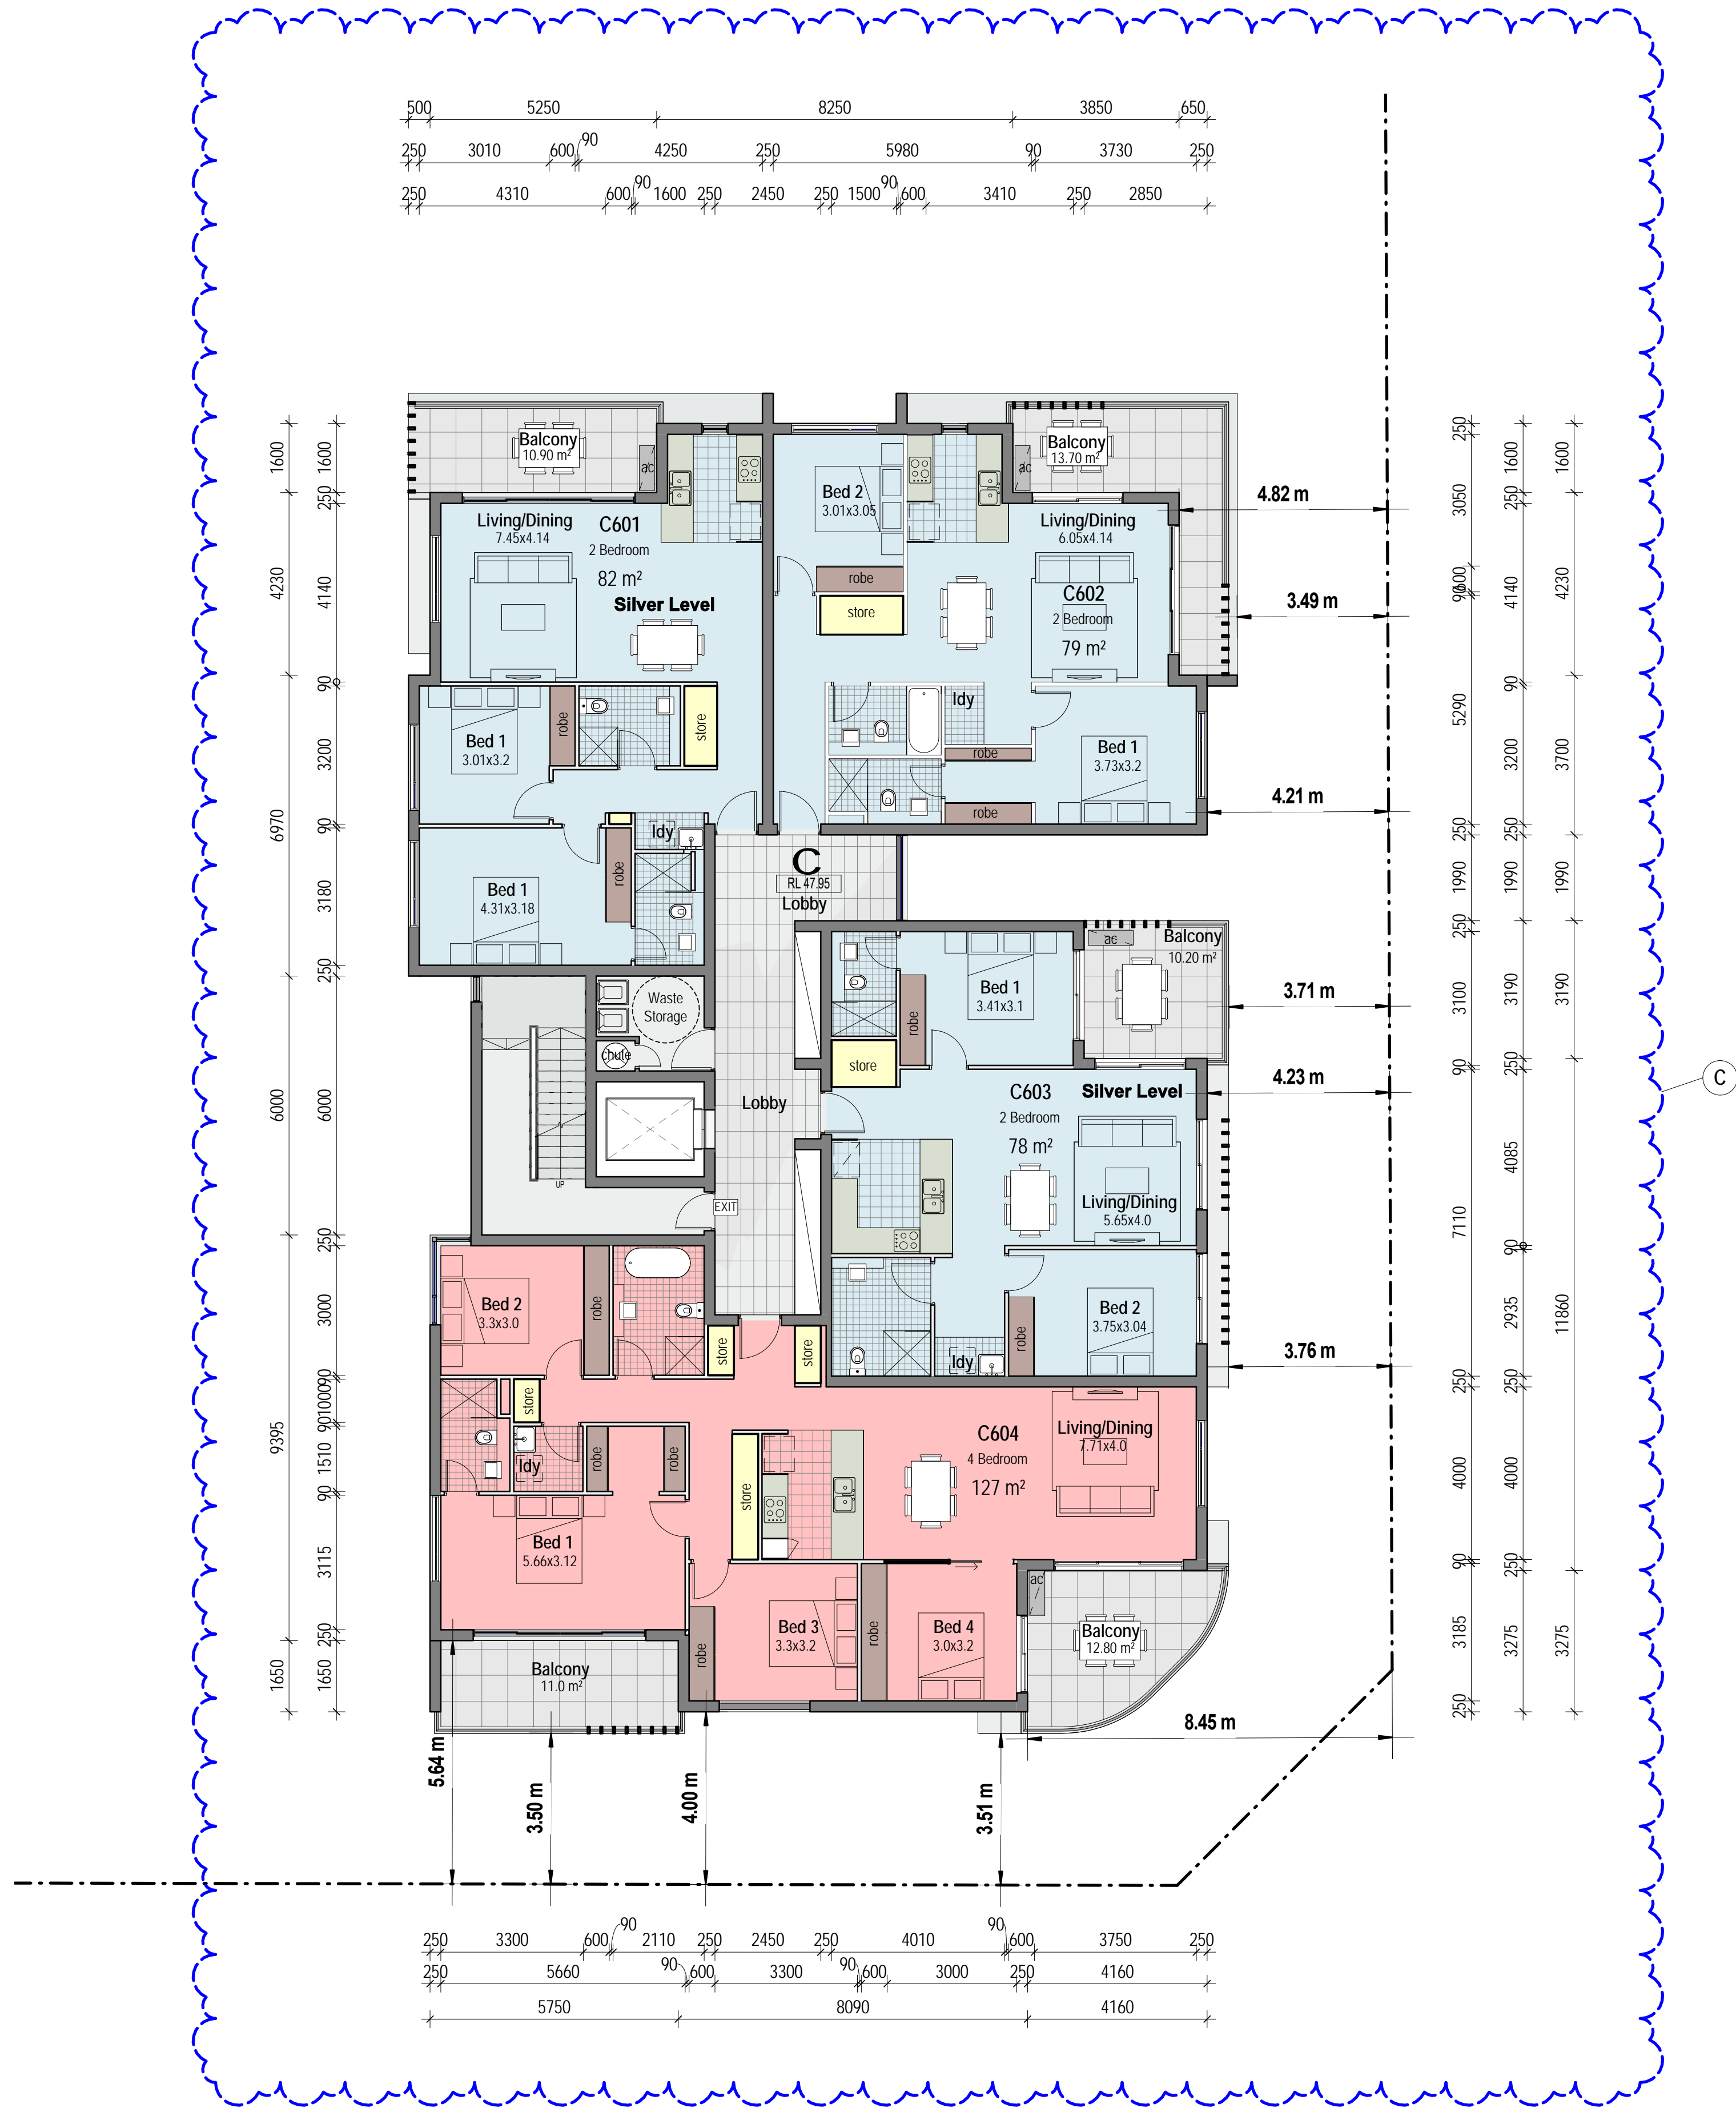 500 5250 8250 3850 650
250 3010 600 90 4250 250 5980 90 3730 250
250 4310 600 90 1600 250 2450 250 1500 90 600 3410 250 2850
Balcony
10.90 m²
ac
Balcony
13.70 m²
ac
Living/Dining
7.45x4.14
C601
2 Bedroom
82 m²
Silver Level
Bed 2
3.01x3.05
robe
store
Living/Dining
6.05x4.14
C602
2 Bedroom
79 m²
4.82 m
3.49 m
4.21 m
Bed 1
3.01x3.2
robe
store
ldy
robe
robe
Bed 1
3.73x3.2
ldy
robe
Bed 1
4.31x3.18
C
RL 47.95
Lobby
Waste
Storage
chute
Lobby
UP
EXIT
Bed 1
3.41x3.1
robe
store
ac
Balcony
10.20 m²
3.71 m
C603
2 Bedroom
78 m²
Silver Level
4.23 m
Living/Dining
5.65x4.0
ldy
robe
Bed 2
3.75x3.04
3.76 m
C
Bed 2
3.3x3.0
robe
store
store
store
ldy
robe
robe
store
Bed 1
5.66x3.12
C604
4 Bedroom
127 m²
Living/Dining
7.71x4.0
Bed 3
3.3x3.2
robe
robe
Bed 4
3.0x3.2
ac
Balcony
12.80 m²
Balcony
11.0 m²
5.64 m
3.50 m
4.00 m
3.51 m
8.45 m
1600
4230
6970
6000
9395
1650
1600
250
4140
90
3200
90
3180
250
6000
250
3000
90
1000
90
1510
90
3115
250
1650
250
3050
600
90
5290
250
1990
250
3100
90
7110
250
4000
90
3185
250
1600
250
4140
90
3200
250
1990
3190
250
4085
90
2935
250
4000
250
3275
1600
4230
3700
1990
3190
11860
3275
250 3300 600 90 2110 250 2450 250 4010 90 600 3750 250
250 5660 90 600 3300 90 600 3000 250 4160
5750 8090 4160